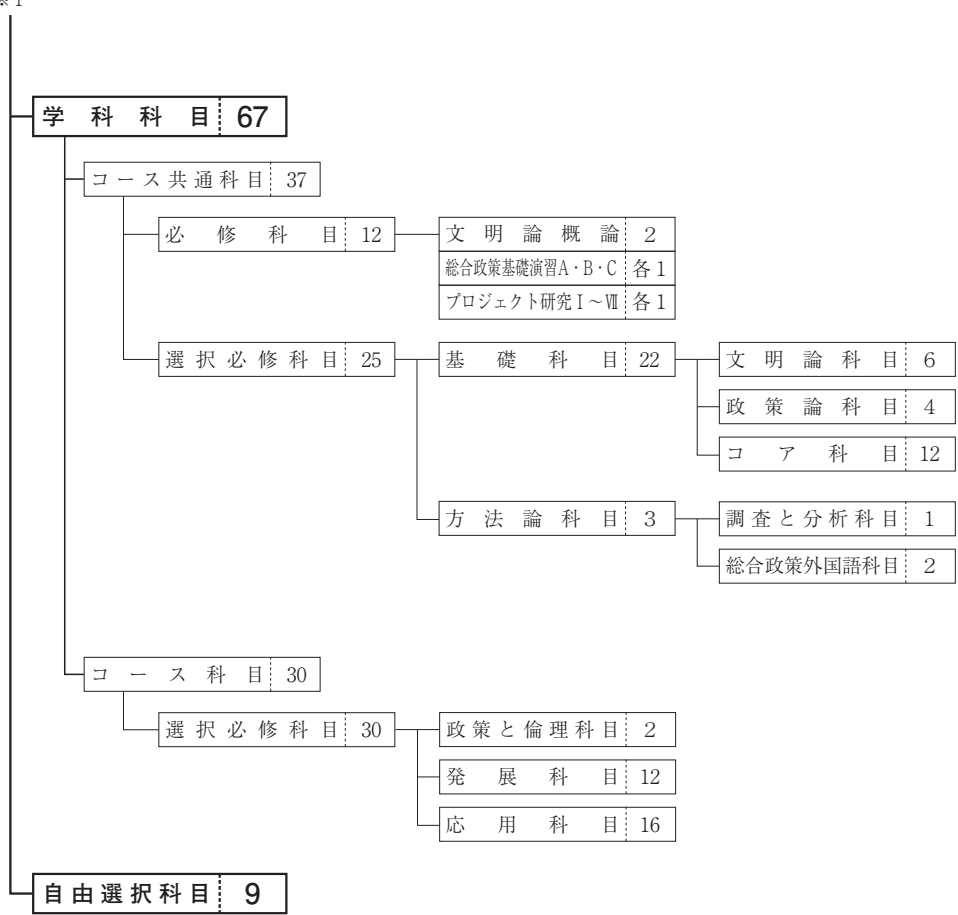 ※1
学科科目 67
コース共通科目 37
必修科目 12
文明論概論 2
総合政策基礎演習A・B・C 各1
プロジェクト研究Ⅰ～Ⅶ 各1
選択必修科目 25
基礎科目 22
文明論科目 6
政策論科目 4
コア科目 12
方法論科目 3
調査と分析科目 1
総合政策外国語科目 2
コース科目 30
選択必修科目 30
政策と倫理科目 2
発展科目 12
応用科目 16
自由選択科目 9